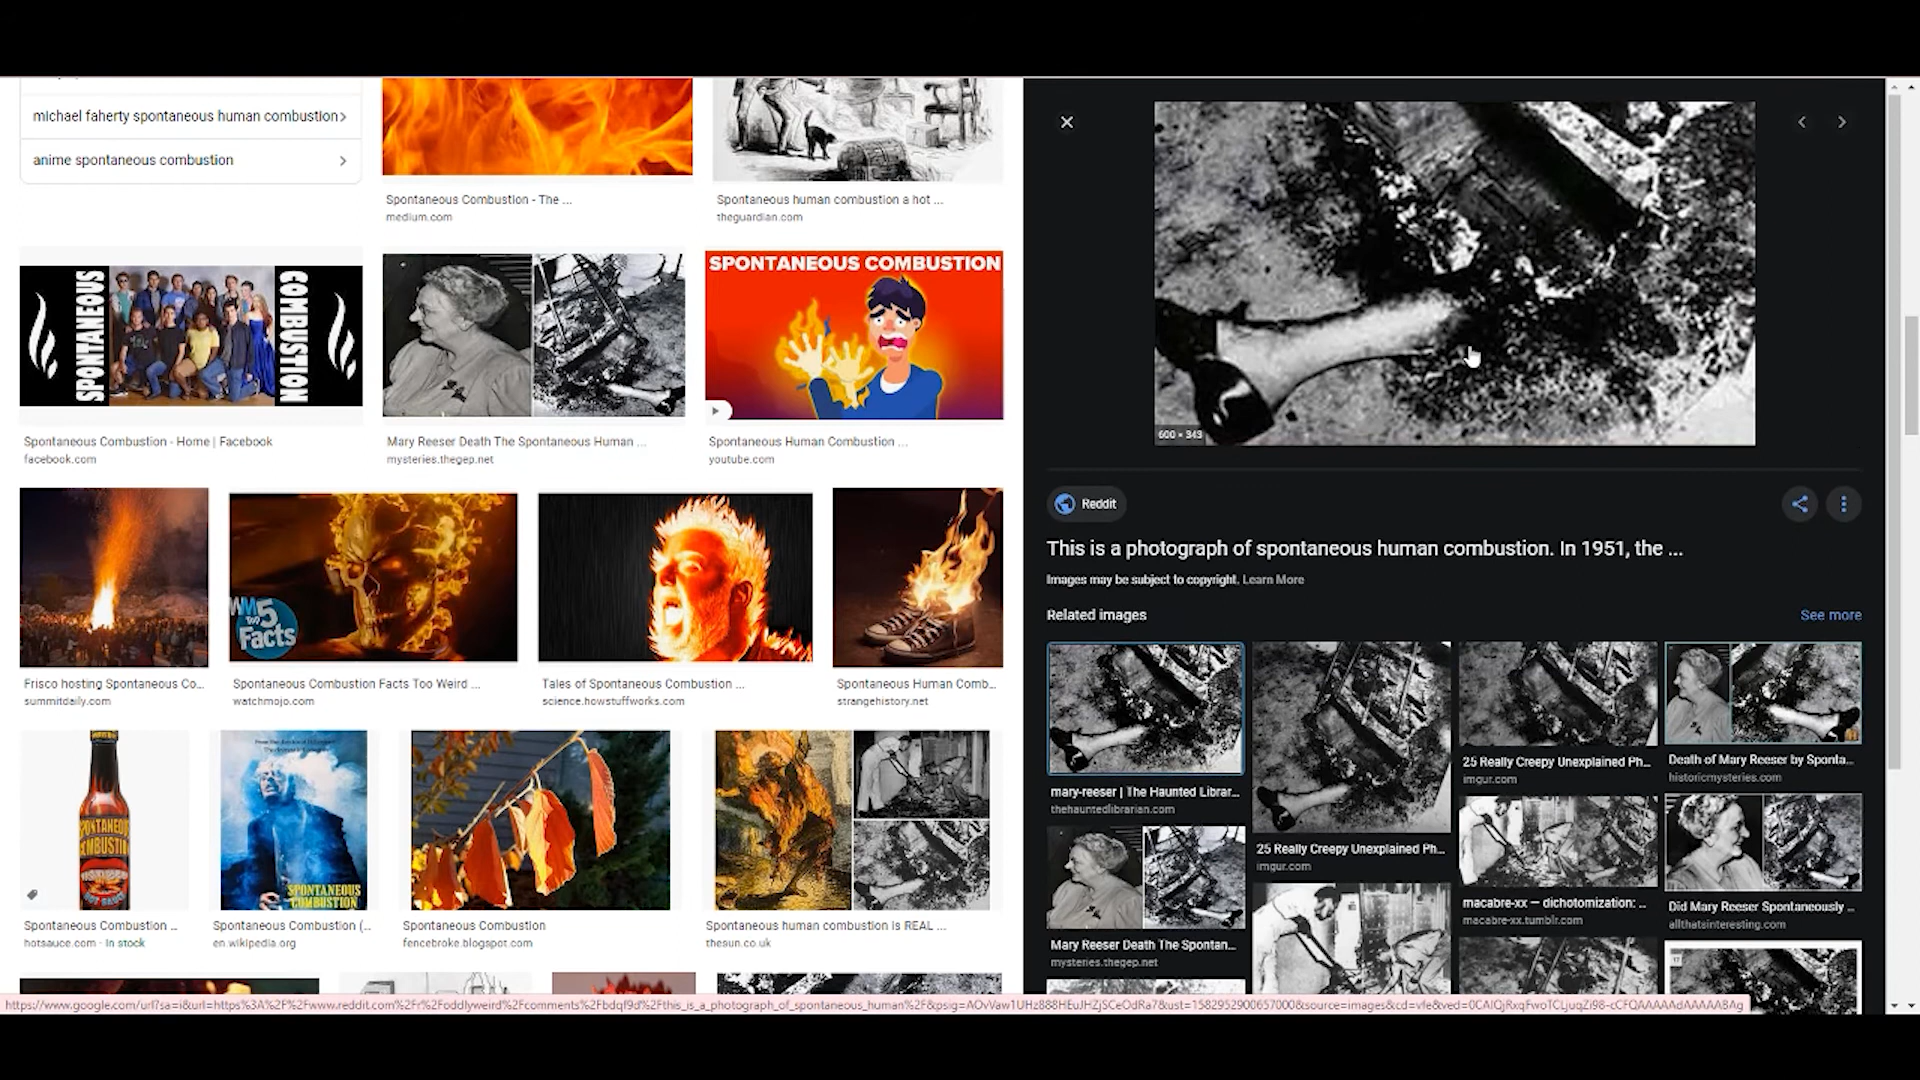 michael faherty spontaneous human combustion
anime spontaneous combustion
Spontaneous Combustion - The ...
medium.com
Spontaneous human combustion a hot ...
theguardian.com
SPONTANEOUS
COMBUSTION
SPONTANEOUS COMBUSTION
Spontaneous Combustion - Home | Facebook
facebook.com
Mary Reeser Death The Spontaneous Human ...
mysteries.thegep.net
Spontaneous Human Combustion ...
youtube.com
WM Top 5
Facts
Frisco hosting Spontaneous Co...
summitdaily.com
Spontaneous Combustion Facts Too Weird ...
watchmojo.com
Tales of Spontaneous Combustion ...
science.howstuffworks.com
Spontaneous Human Comb...
strangehistory.net
SPONTANEOUS
COMBUSTION
Spontaneous Combustion ...
hotsauce.com · In stock
Spontaneous Combustion (...
en.wikipedia.org
Spontaneous Combustion
fencebroke.blogspot.com
Spontaneous human combustion is REAL ...
thesun.co.uk
600 × 343
Reddit
This is a photograph of spontaneous human combustion. In 1951, the ...
Images may be subject to copyright. Learn More
Related images
See more
mary-reeser | The Haunted Librar...
thehauntedlibrarian.com
25 Really Creepy Unexplained Ph...
imgur.com
25 Really Creepy Unexplained Ph...
imgur.com
Death of Mary Reeser by Sponta...
historicmysteries.com
Mary Reeser Death The Spontan...
mysteries.thegep.net
macabre-xx — dichotomization: ...
macabre-xx.tumblr.com
Did Mary Reeser Spontaneously ...
allthatsinteresting.com